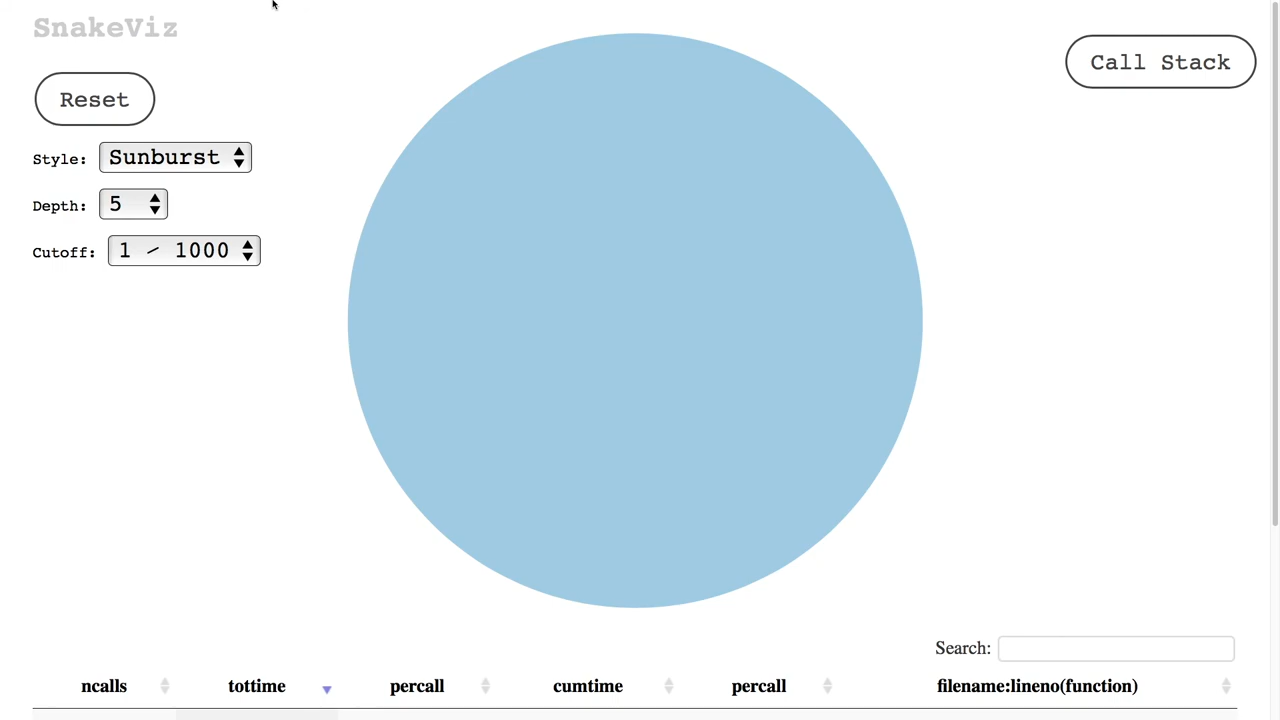 SnakeViz
Call Stack
Reset
Style: Sunburst
Depth: 5
Cutoff: 1 / 1000
Search:
ncalls tottime percall cumtime percall filename:lineno(function)